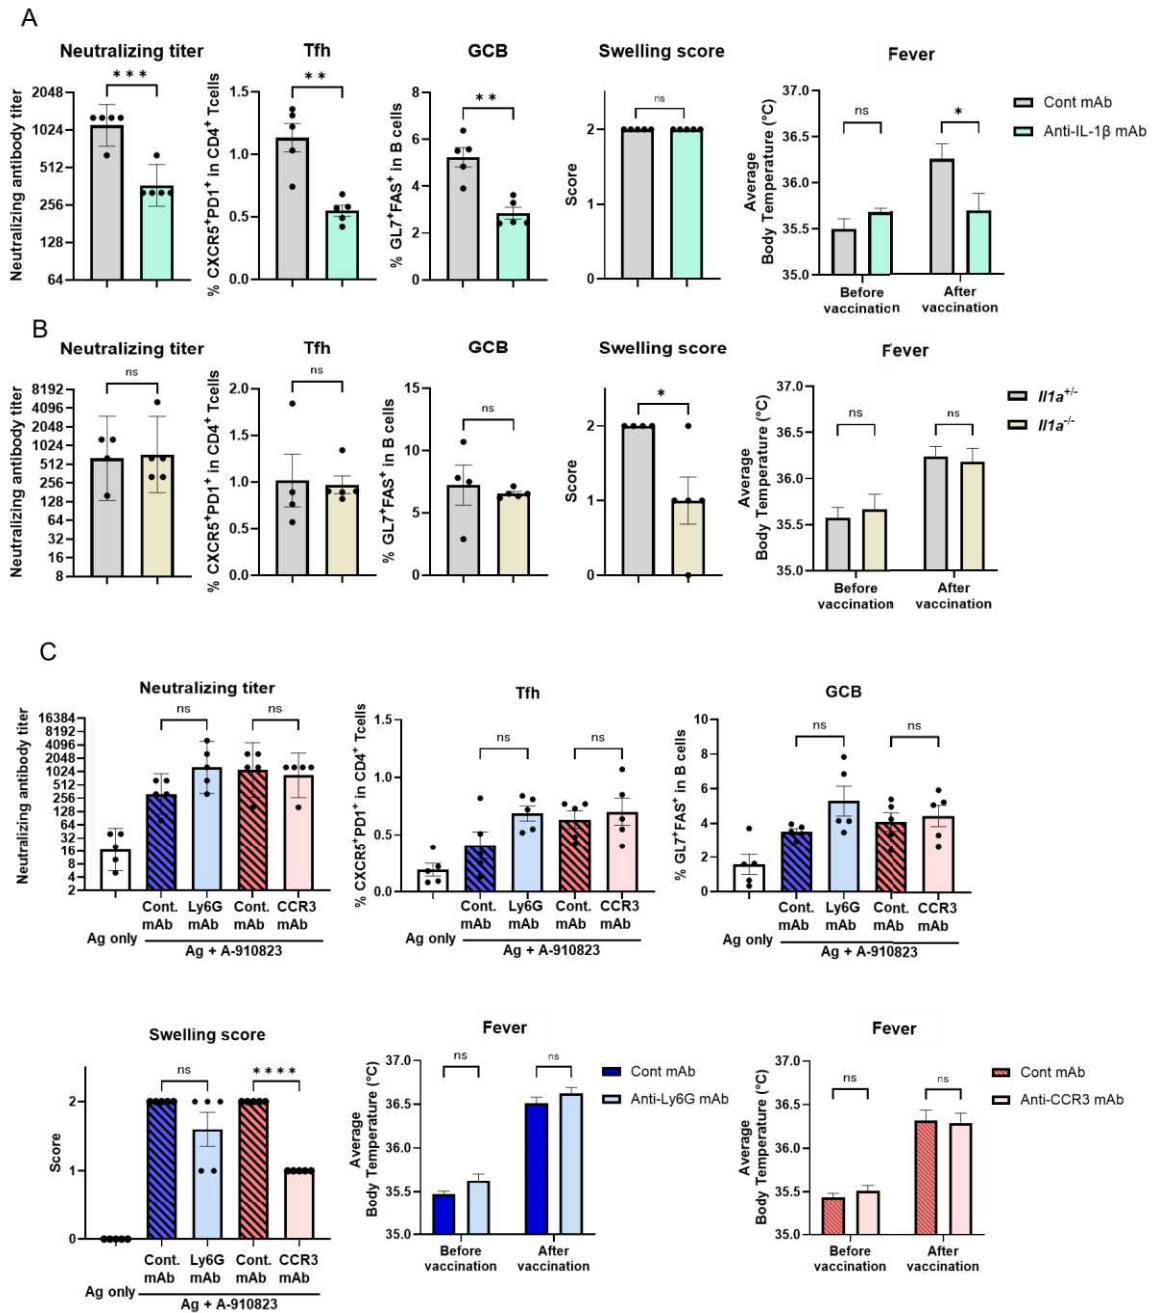 A
Neutralizing titer
Neutralizing antibody titer
2048
1024
512
256
128
64
***
Tfh
% CXCR5⁺PD1⁺ in CD4⁺ Tcells
1.5
1.0
0.5
0.0
**
GCB
% GL7⁺FAS⁺ in B cells
8
6
4
2
0
**
Swelling score
Score
2
1
0
ns
Fever
Average
Body Temperature (°C)
37.0
36.5
36.0
35.5
35.0
ns
*
Before
vaccination
After
vaccination
Cont mAb
Anti-IL-1β mAb
B
Neutralizing titer
Neutralizing antibody titer
8192
4096
2048
1024
512
256
128
64
32
16
8
ns
Tfh
% CXCR5⁺PD1⁺ in CD4⁺ Tcells
2.0
1.5
1.0
0.5
0.0
ns
GCB
% GL7⁺FAS⁺ in B cells
15
10
5
0
ns
Swelling score
Score
2
1
0
*
Fever
Average
Body Temperature (°C)
37.0
36.5
36.0
35.5
35.0
ns
ns
Before
vaccination
After
vaccination
Il1a⁺/⁻
Il1a⁻/⁻
C
Neutralizing titer
Neutralizing antibody titer
16384
8192
4096
2048
1024
512
256
128
64
32
16
8
4
2
ns
ns
Cont.
mAb
Ly6G
mAb
Cont.
mAb
CCR3
mAb
Ag only
Ag + A-910823
Tfh
% CXCR5⁺PD1⁺ in CD4⁺ Tcells
1.5
1.0
0.5
0.0
ns
ns
Cont.
mAb
Ly6G
mAb
Cont.
mAb
CCR3
mAb
Ag only
Ag + A-910823
GCB
% GL7⁺FAS⁺ in B cells
10
8
6
4
2
0
ns
ns
Cont.
mAb
Ly6G
mAb
Cont.
mAb
CCR3
mAb
Ag only
Ag + A-910823
Swelling score
Score
2
1
0
ns
****
Cont.
mAb
Ly6G
mAb
Cont.
mAb
CCR3
mAb
Ag only
Ag + A-910823
Fever
Average
Body Temperature (°C)
37.0
36.5
36.0
35.5
35.0
ns
ns
Before
vaccination
After
vaccination
Cont mAb
Anti-Ly6G mAb
Fever
Average
Body Temperature (°C)
37.0
36.5
36.0
35.5
35.0
ns
ns
Before
vaccination
After
vaccination
Cont mAb
Anti-CCR3 mAb